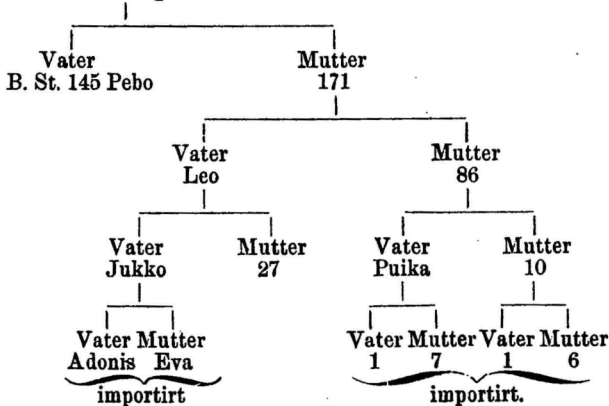 Vater Mutter
B. St. 145 Pebo 171
Vater Mutter
Leo 86
Vater Mutter Vater Mutter
Jukko 27 Puika 10
Vater Mutter Vater Mutter Vater Mutter
Adonis Eva 1 7 1 6
importirt importirt.